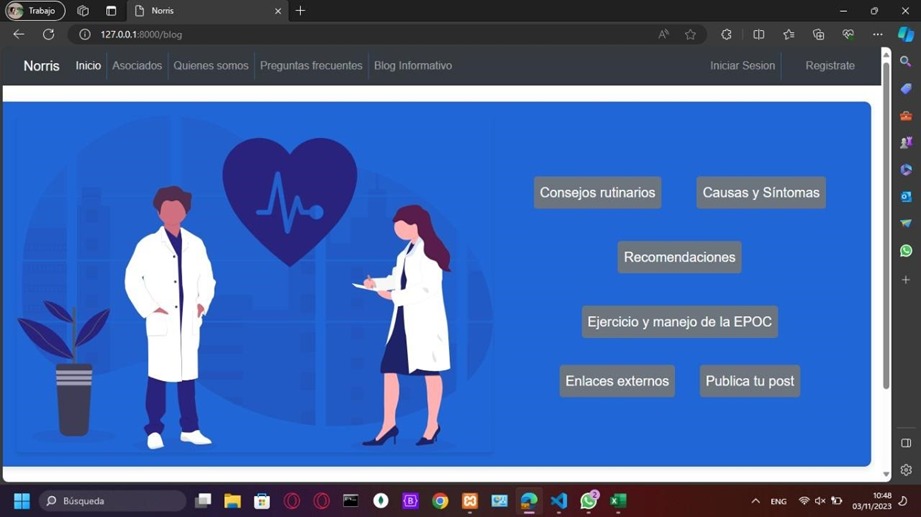 Trabajo
Norris
127.0.0.1:8000/blog
Norris Inicio Asociados Quienes somos Preguntas frecuentes Blog Informativo Iniciar Sesion Registrate
Consejos rutinarios Causas y Síntomas
Recomendaciones
Ejercicio y manejo de la EPOC
Enlaces externos Publica tu post
Búsqueda
2
ENG
10:48
03/11/2023